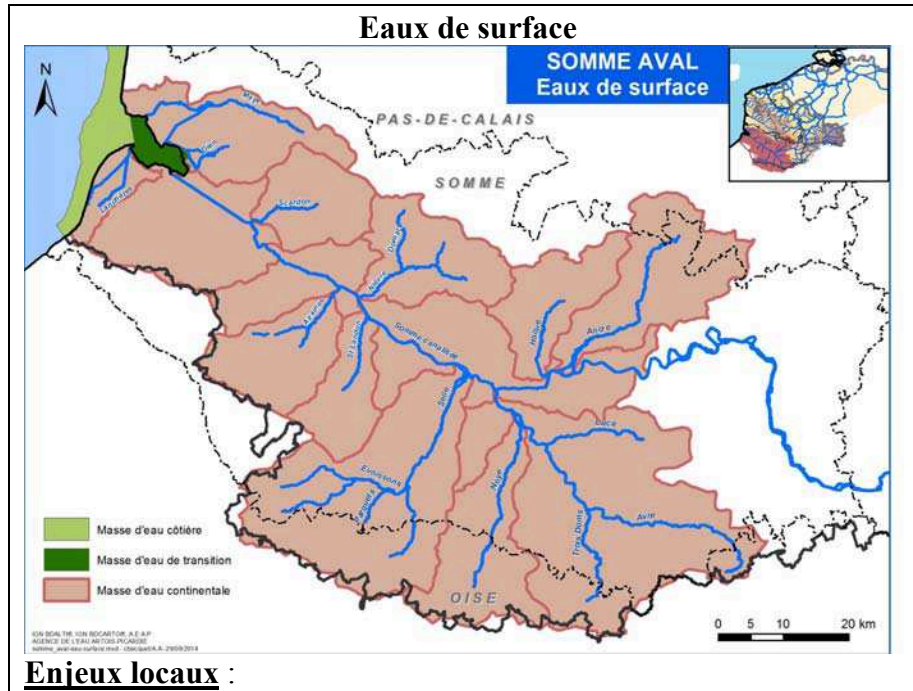 Eaux de surface
SOMME AVAL
Eaux de surface
N
PAS-DE-CALAIS
SOMME
Maye
Dien
Scardon
Domart
Nièvre
Airaines
St Landon
Somme canalisée
Hallue
Ancre
Selle
Luce
Evoissons
Noye
Avre
Trois Doms
OISE
Masse d'eau côtière
Masse d'eau de transition
Masse d'eau continentale
0 5 10 20 km
AGENCE DE L'EAU ARTOIS-PICARDIE
Enjeux locaux :